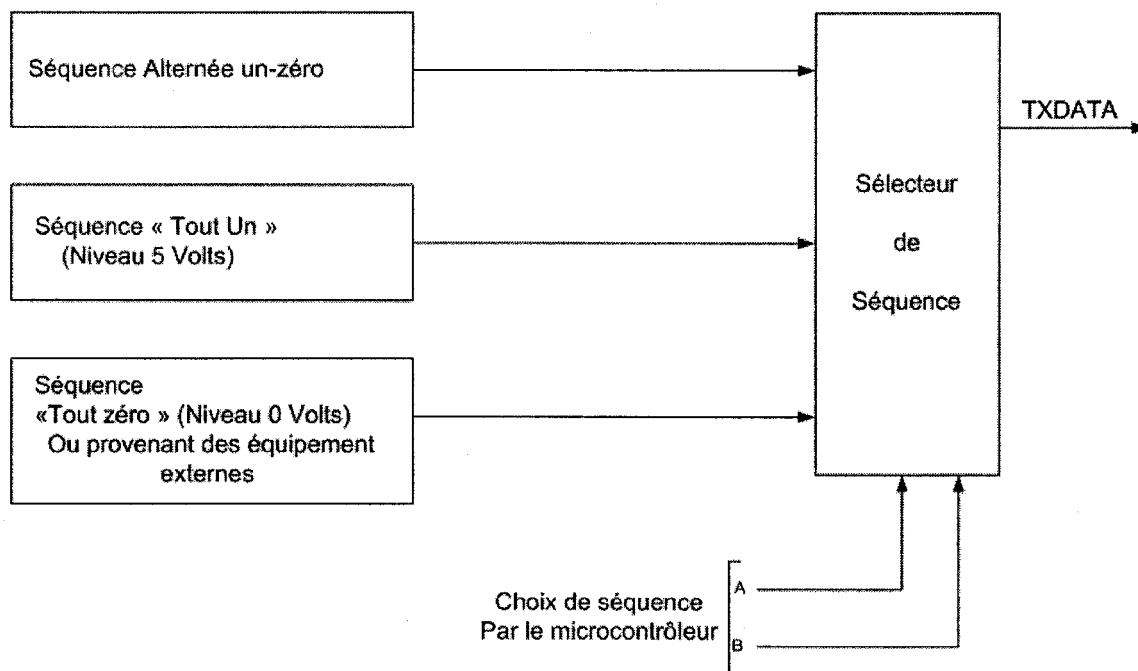 Séquence Alternée un-zéro
TXDATA
Séquence « Tout Un »
(Niveau 5 Volts)
Sélecteur
de
Séquence
Séquence
«Tout zéro » (Niveau 0 Volts)
Ou provenant des équipement
externes
Choix de séquence
Par le microcontrôleur
A
B